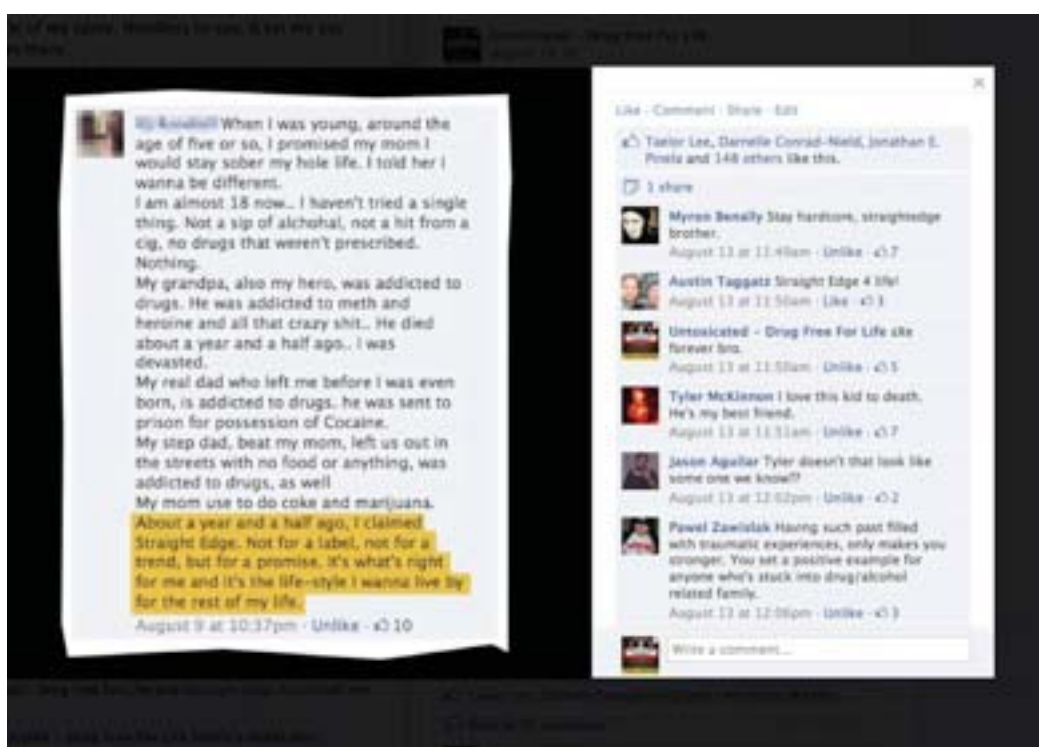 When I was young, around the
age of five or so, I promised my mom I
would stay sober my hole life. I told her I
wanna be different.
I am almost 18 now.. I haven't tried a single
thing. Not a sip of alchohal, not a hit from a
cig, no drugs that weren't prescribed.
Nothing.
My grandpa, also my hero, was addicted to
drugs. He was addicted to meth and
heroine and all that crazy shit.. He died
about a year and a half ago.. I was
devasted.
My real dad who left me before I was even
born, is addicted to drugs. he was sent to
prison for possession of Cocaine.
My step dad, beat my mom, left us out in
the streets with no food or anything, was
addicted to drugs, as well
My mom use to do coke and marijuana.
About a year and a half ago, I claimed
Straight Edge. Not for a label, not for a
trend, but for a promise. It's what's right
for me and it's the life-style I wanna live by
for the rest of my life.
August 9 at 10:37pm · Unlike · 10
Like · Comment · Share · Edit
Taelor Lee, Darnelle Conrad-Nield, Jonathan E.
and 148 others like this.
1 share
Myron Benally Stay hardcore, straightedge
brother.
August 13 at 11:49am · Unlike · 7
Austin Taggatz Straight Edge 4 life!
August 13 at 11:50am · Like · 3
Untoxicated - Drug Free For Life sXe
forever bro.
August 13 at 11:50am · Unlike · 5
Tyler McKinnon I love this kid to death.
He's my best friend.
August 13 at 11:51am · Unlike · 7
Jason Aguilar Tyler doesn't that look like
some one we know??
August 13 at 12:02pm · Unlike · 2
Pawel Zawislak Having such past filled
with traumatic experiences, only makes you
stronger. You set a positive example for
anyone who's stuck into drug/alcohol
related family.
August 13 at 12:06pm · Unlike · 3
Write a comment...